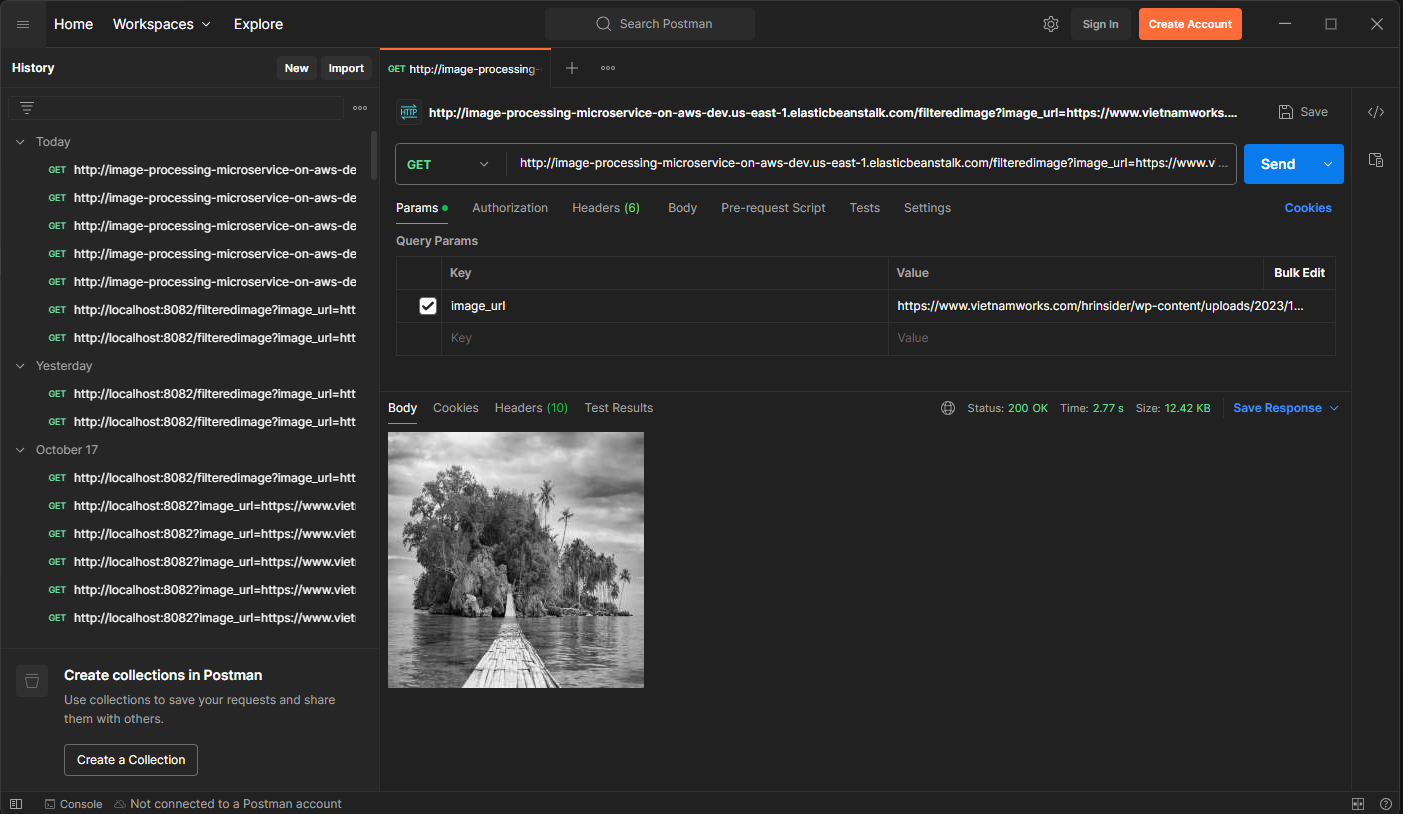 Home Workspaces Explore Search Postman Sign In Create Account
History New Import
GET http://image-processing-
http://image-processing-microservice-on-aws-dev.us-east-1.elasticbeanstalk.com/filteredimage?image_url=https://www.vietnamworks.... Save
GET http://image-processing-microservice-on-aws-dev.us-east-1.elasticbeanstalk.com/filteredimage?image_url=https://www.v ... Send
Today
GET http://image-processing-microservice-on-aws-de
GET http://image-processing-microservice-on-aws-de
GET http://image-processing-microservice-on-aws-de
GET http://image-processing-microservice-on-aws-de
GET http://image-processing-microservice-on-aws-de
GET http://localhost:8082/filteredimage?image_url=htt
GET http://localhost:8082/filteredimage?image_url=htt
Yesterday
GET http://localhost:8082/filteredimage?image_url=htt
GET http://localhost:8082/filteredimage?image_url=htt
October 17
GET http://localhost:8082/filteredimage?image_url=htt
GET http://localhost:8082?image_url=https://www.viet
GET http://localhost:8082?image_url=https://www.viet
GET http://localhost:8082?image_url=https://www.viet
GET http://localhost:8082?image_url=https://www.viet
GET http://localhost:8082?image_url=https://www.viet
Create collections in Postman
Use collections to save your requests and share
them with others.
Create a Collection
Params Authorization Headers (6) Body Pre-request Script Tests Settings Cookies
Query Params
Key Value Bulk Edit
image_url https://www.vietnamworks.com/hrinsider/wp-content/uploads/2023/1...
Key Value
Body Cookies Headers (10) Test Results Status: 200 OK Time: 2.77 s Size: 12.42 KB Save Response
Console Not connected to a Postman account